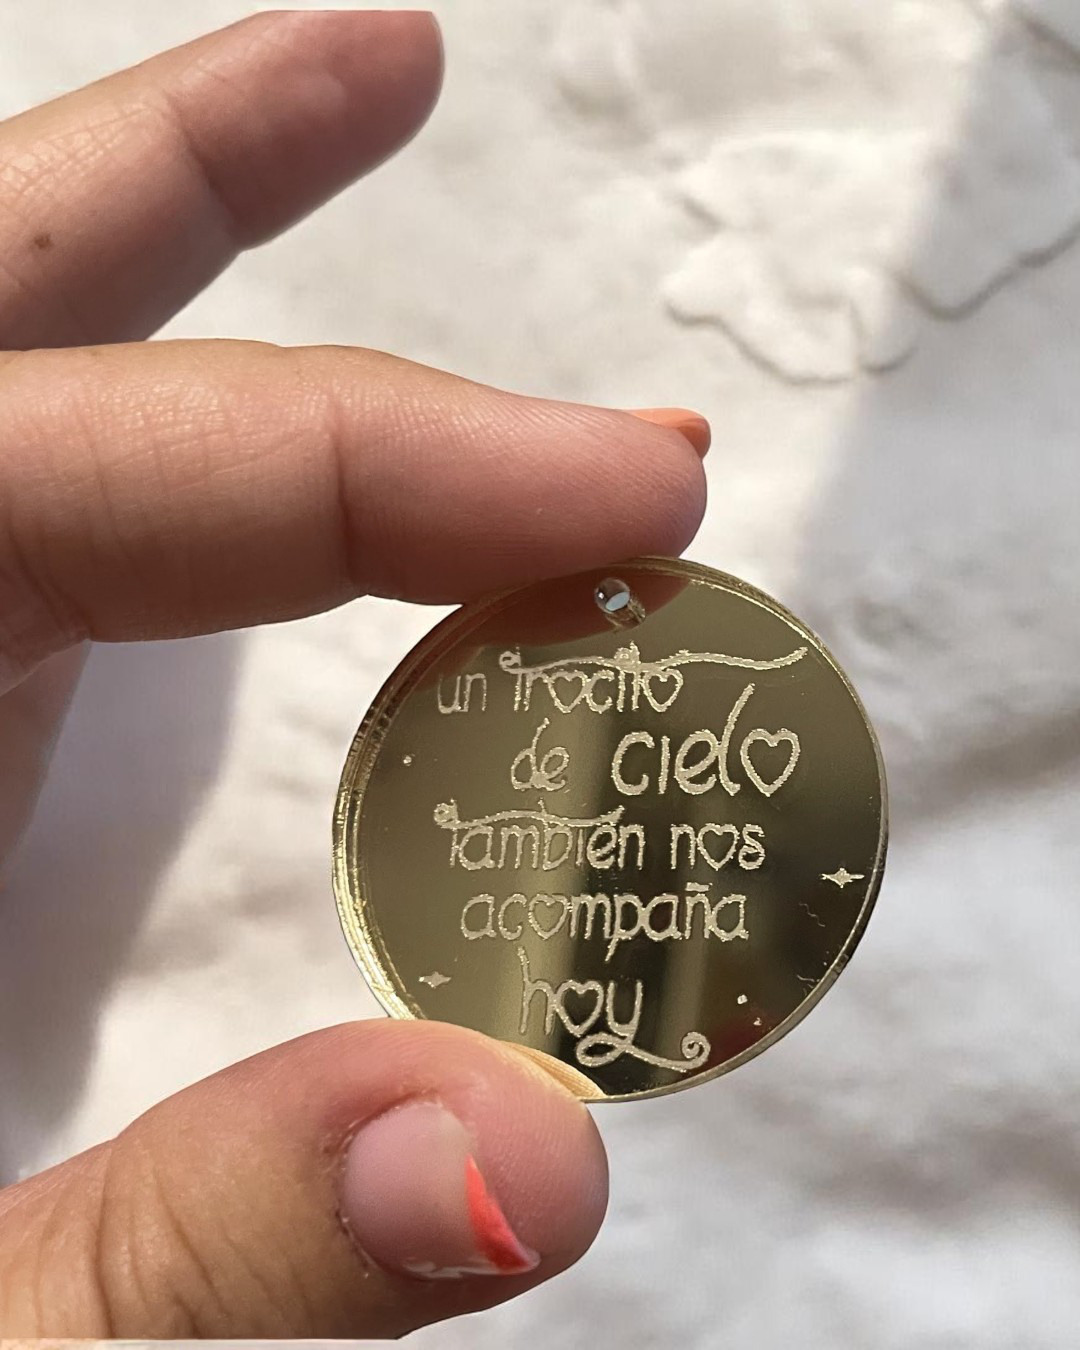 un trocito
de cielo
también nos
acompaña
hoy